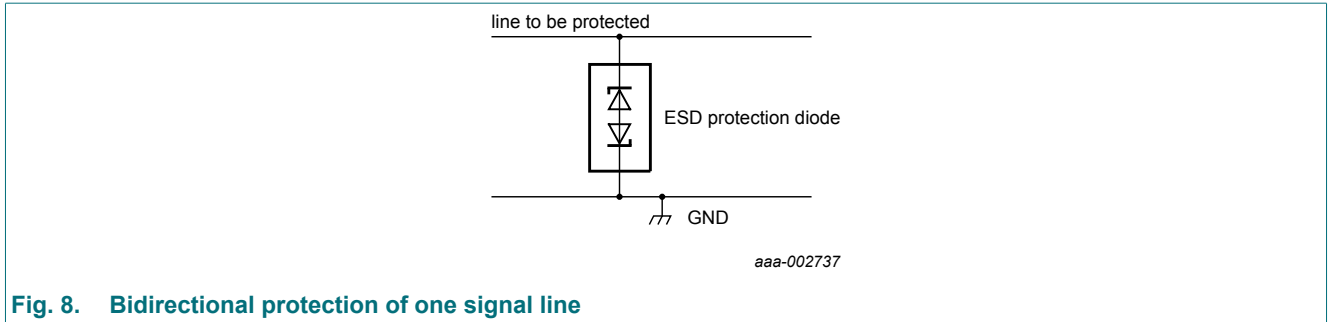 line to be protected
ESD protection diode
GND
aaa-002737
Fig. 8. Bidirectional protection of one signal line